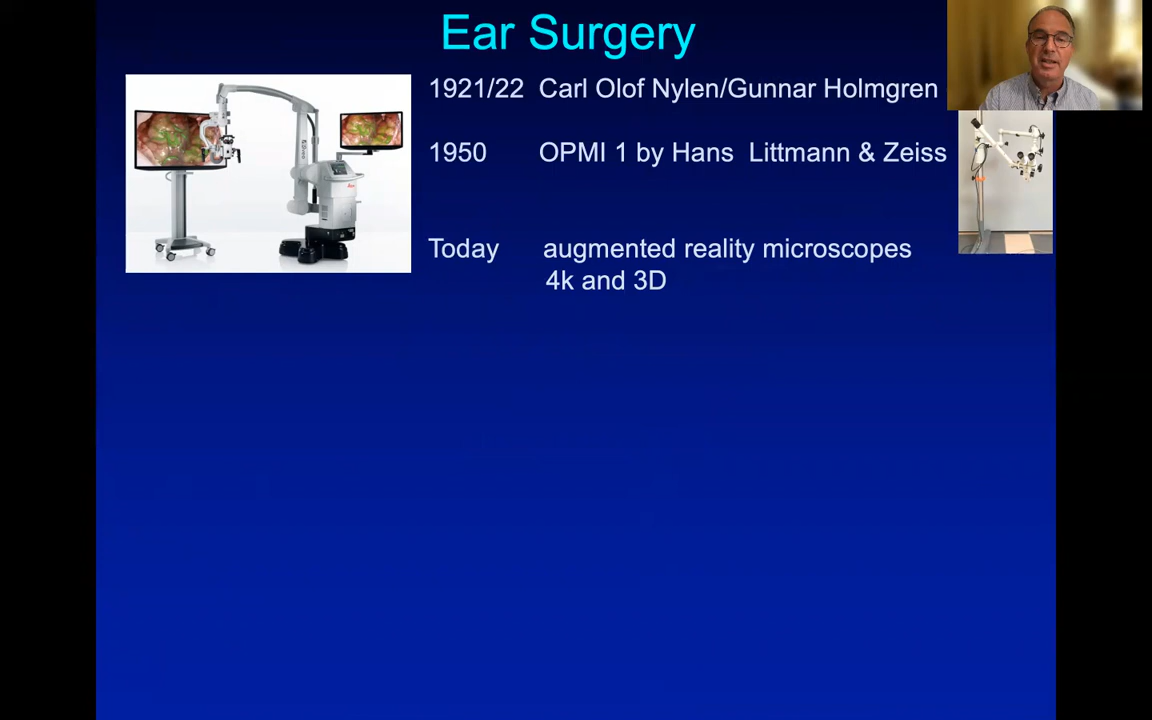 Ear Surgery
1921/22 Carl Olof Nylen/Gunnar Holmgren
1950 OPMI 1 by Hans Littmann & Zeiss
Today augmented reality microscopes
4k and 3D